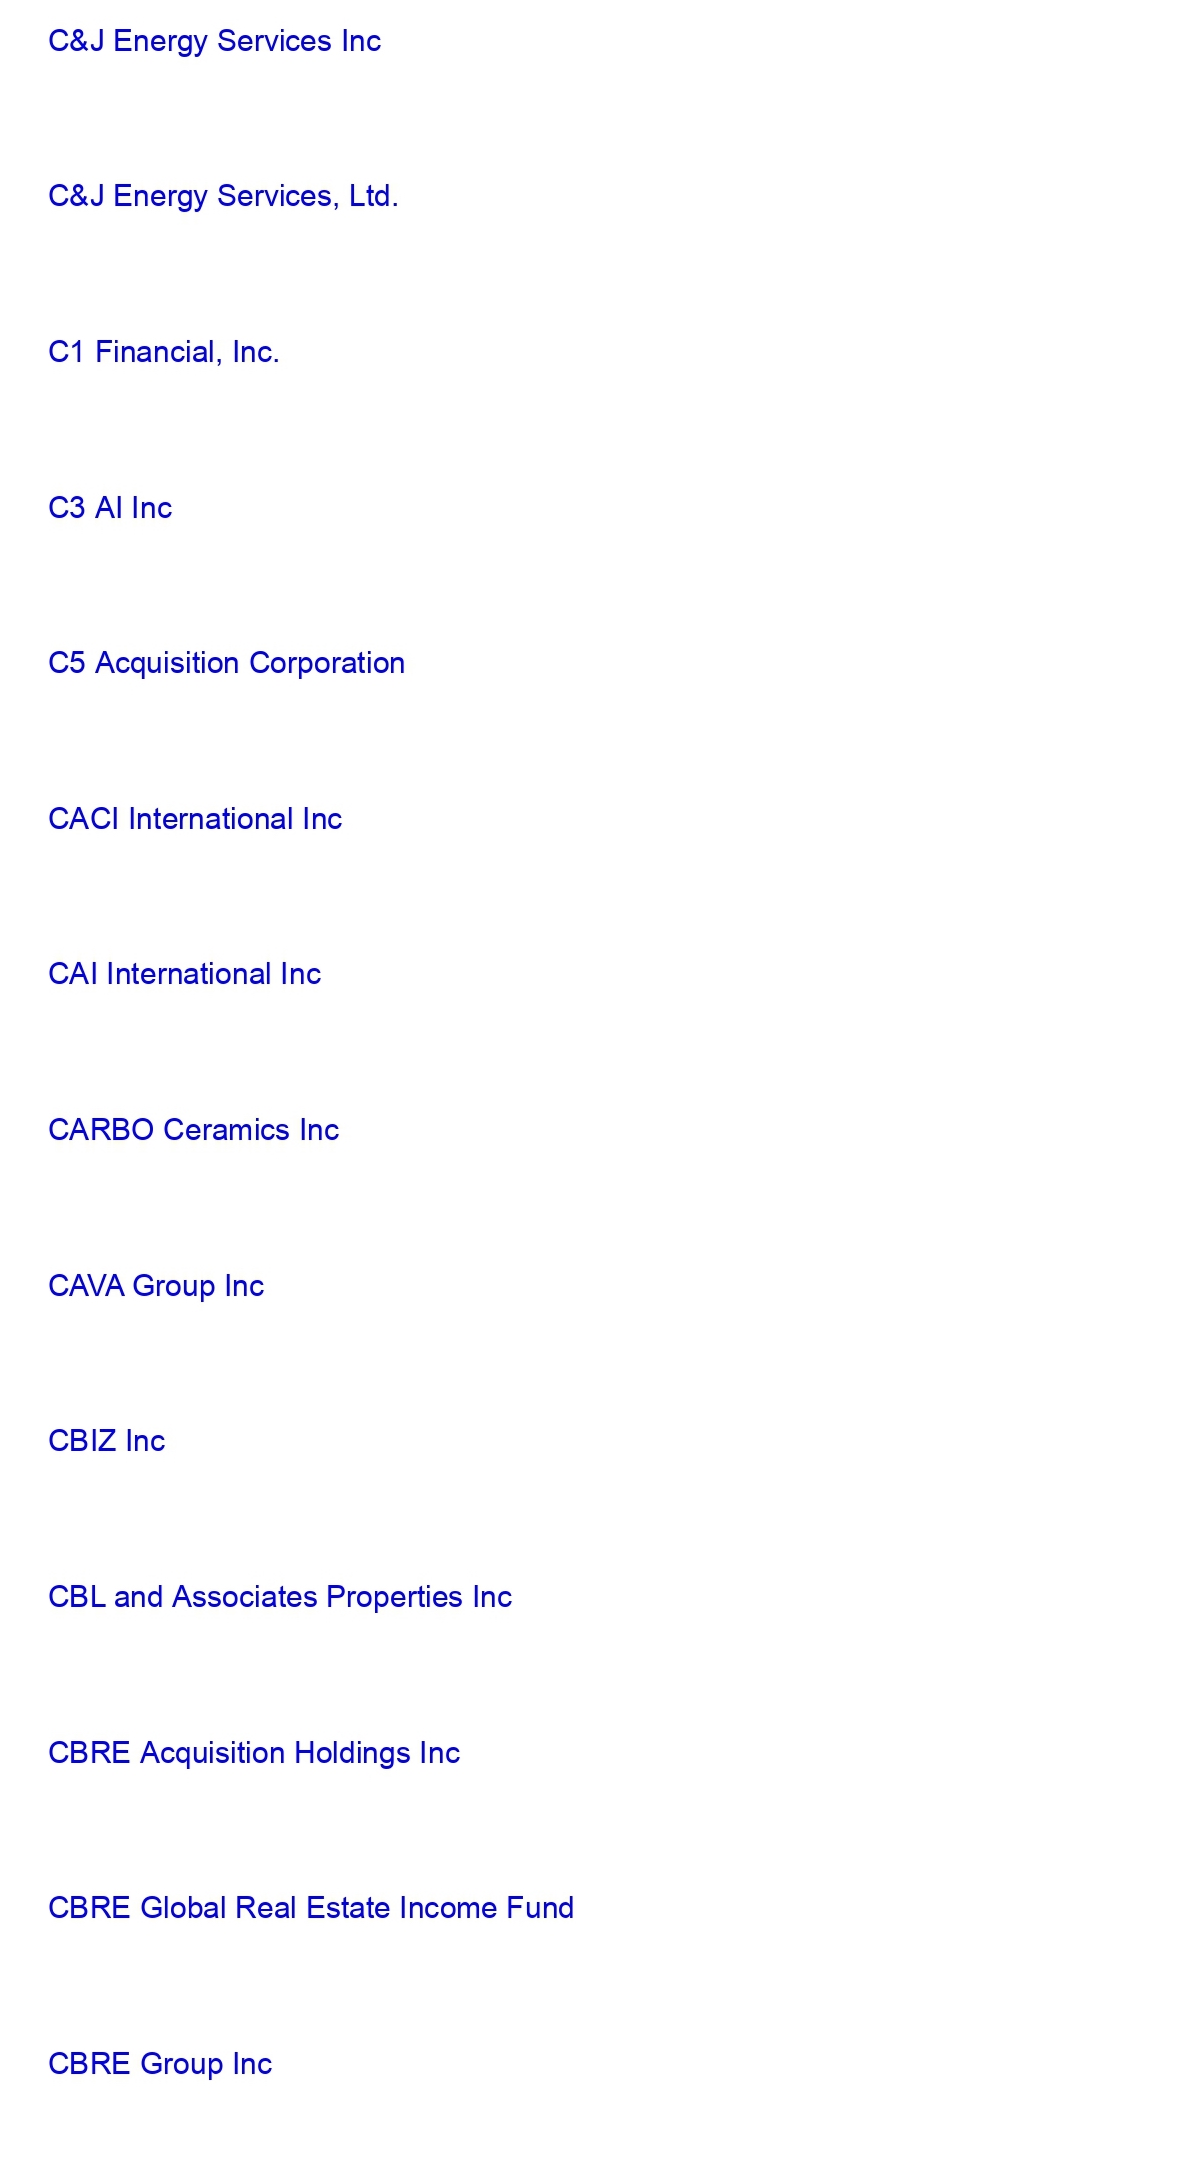 C&J Energy Services Inc
C&J Energy Services, Ltd.
C1 Financial, Inc.
C3 AI Inc
C5 Acquisition Corporation
CACI International Inc
CAI International Inc
CARBO Ceramics Inc
CAVA Group Inc
CBIZ Inc
CBL and Associates Properties Inc
CBRE Acquisition Holdings Inc
CBRE Global Real Estate Income Fund
CBRE Group Inc